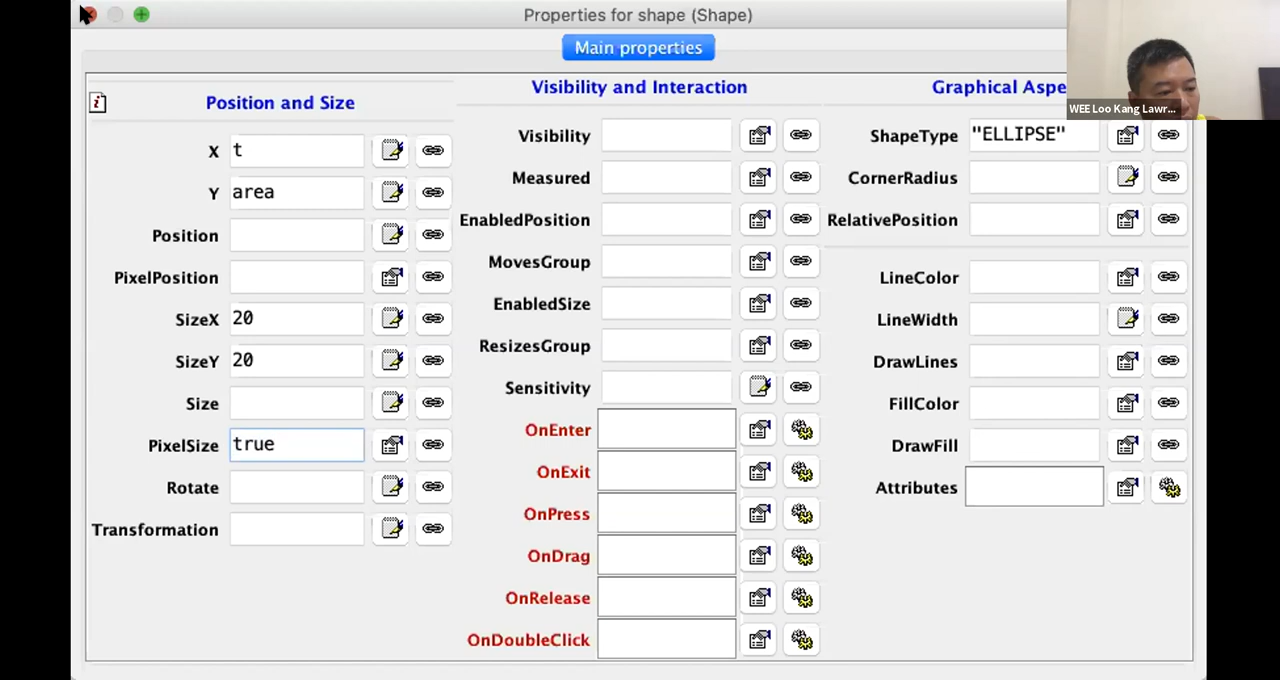 Properties for shape (Shape)
Main properties
Position and Size
X t
Y area
Position
PixelPosition
SizeX 20
SizeY 20
Size
PixelSize true
Rotate
Transformation
Visibility and Interaction
Visibility
Measured
EnabledPosition
MovesGroup
EnabledSize
ResizesGroup
Sensitivity
OnEnter
OnExit
OnPress
OnDrag
OnRelease
OnDoubleClick
Graphical Aspe
ShapeType "ELLIPSE"
CornerRadius
RelativePosition
LineColor
LineWidth
DrawLines
FillColor
DrawFill
Attributes
WEE Loo Kang Lawr...